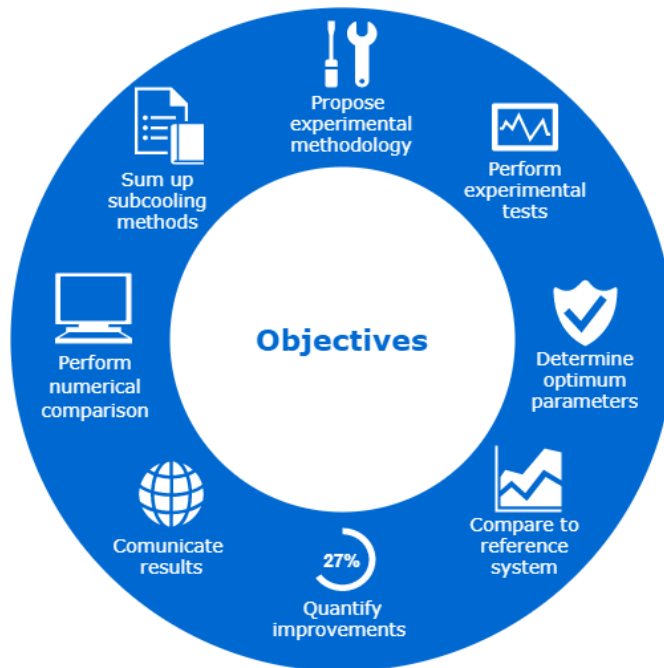 Propose
experimental
methodology
Perform
experimental
tests
Determine
optimum
parameters
Compare to
reference
system
27%
Quantify
improvements
Comunicate
results
Perform
numerical
comparison
Sum up
subcooling
methods
Objectives